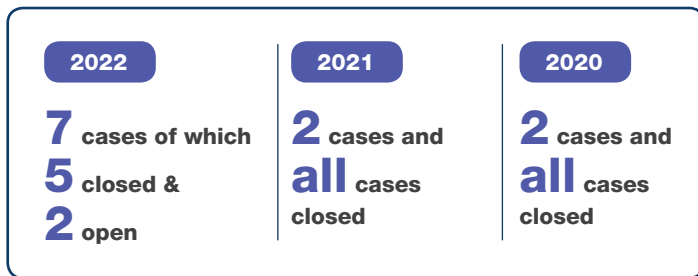 2022
7 cases of which
5 closed &
2 open
2021
2 cases and
all cases
closed
2020
2 cases and
all cases
closed